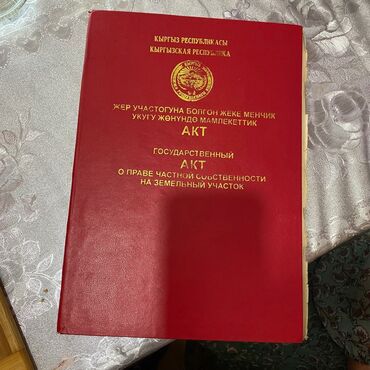 КЫРГЫЗ РЕСПУБЛИКАСЫ
КЫРГЫЗСКАЯ РЕСПУБЛИКА
ЖЕР УЧАСТОГУНА БОЛГОН ЖЕКЕ МЕНЧИК
УКУГУ ЖӨНҮНДӨ МАМЛЕКЕТТИК
АКТ
ГОСУДАРСТВЕННЫЙ
АКТ
О ПРАВЕ ЧАСТНОЙ СОБСТВЕННОСТИ
НА ЗЕМЕЛЬНЫЙ УЧАСТОК